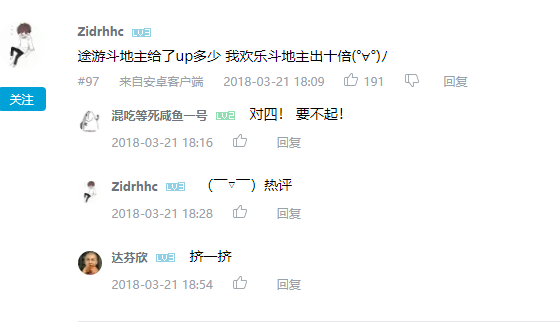 Zidrhhc LV3
途游斗地主给了up多少 我欢乐斗地主出十倍(°∀°)ﾉ
#97 来自安卓客户端 2018-03-21 18:09 191 回复
关注
混吃等死咸鱼一号 LV2 对四! 要不起!
2018-03-21 18:16 回复
Zidrhhc LV3 (￣▽￣) 热评
2018-03-21 18:28 回复
达芬欣 LV3 挤一挤
2018-03-21 18:54 回复